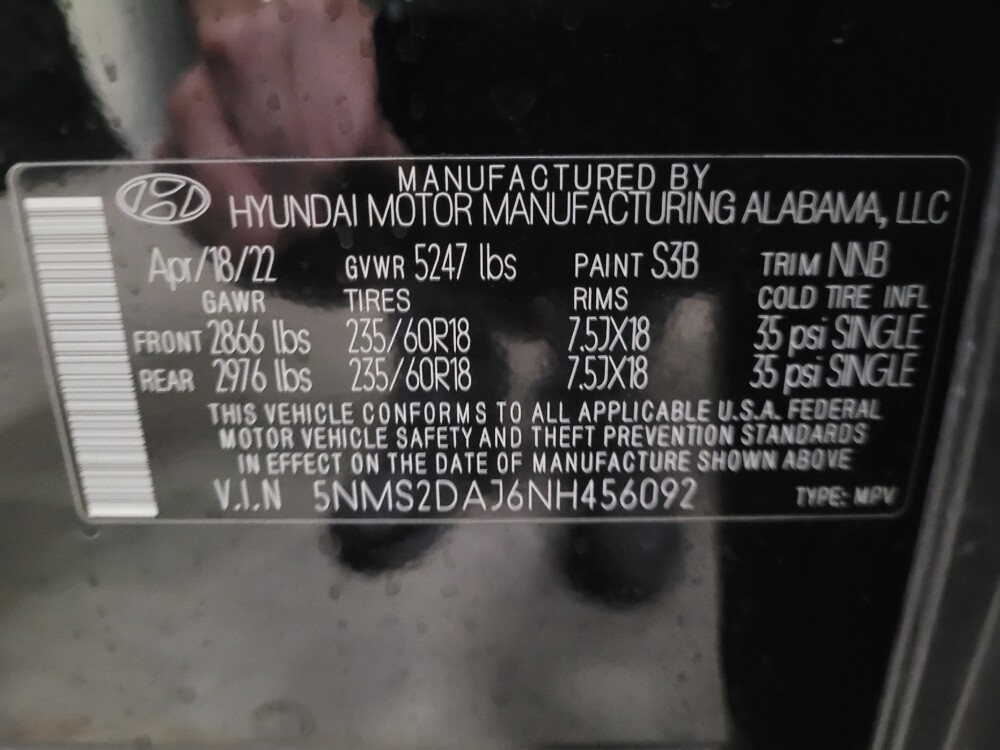 MANUFACTURED BY
HYUNDAI MOTOR MANUFACTURING ALABAMA, LLC
Apr/18/22 GVWR 5247 lbs PAINT S3B TRIM NNB
GAWR TIRES RIMS COLD TIRE INFL
FRONT 2866 lbs 235/60R18 7.5JX18 35 psi SINGLE
REAR 2976 lbs 235/60R18 7.5JX18 35 psi SINGLE
THIS VEHICLE CONFORMS TO ALL APPLICABLE U.S.A. FEDERAL
MOTOR VEHICLE SAFETY AND THEFT PREVENTION STANDARDS
IN EFFECT ON THE DATE OF MANUFACTURE SHOWN ABOVE
V.I.N 5NMS2DAJ6NH456092 TYPE: MPV